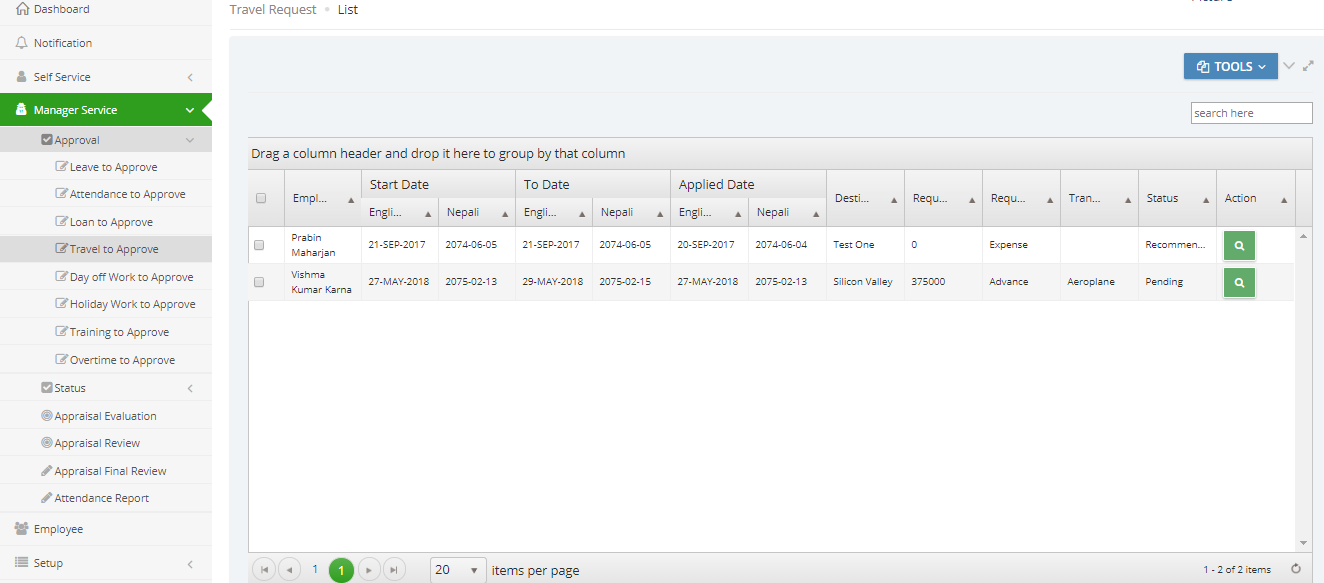 Dashboard
Notification
Self Service
Manager Service
Approval
Leave to Approve
Attendance to Approve
Loan to Approve
Travel to Approve
Day off Work to Approve
Holiday Work to Approve
Training to Approve
Overtime to Approve
Status
Appraisal Evaluation
Appraisal Review
Appraisal Final Review
Attendance Report
Employee
Setup
Travel Request • List
TOOLS
search here
Drag a column header and drop it here to group by that column
Empl... Start Date To Date Applied Date Desti... Requ... Requ... Tran... Status Action
Engli... Nepali Engli... Nepali Engli... Nepali
Prabin Maharjan 21-SEP-2017 2074-06-05 21-SEP-2017 2074-06-05 20-SEP-2017 2074-06-04 Test One 0 Expense Recommen...
Vishma Kumar Karna 27-MAY-2018 2075-02-13 29-MAY-2018 2075-02-15 27-MAY-2018 2075-02-13 Silicon Valley 375000 Advance Aeroplane Pending
1 1 20 items per page 1 - 2 of 2 items